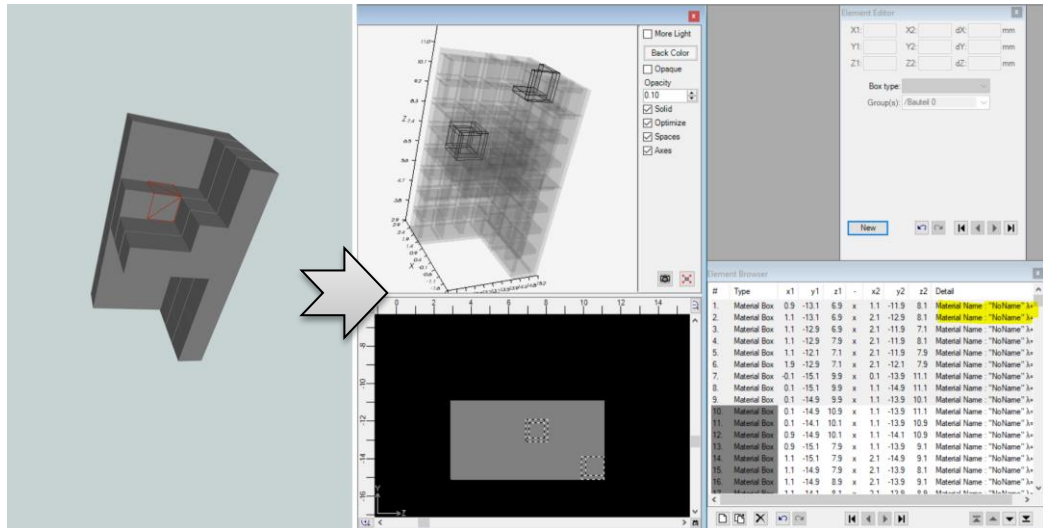 More Light
Back Color
Opaque
Opacity
0.10
Solid
Optimize
Spaces
Axes
Z
X
0 2 4 6 8 10 12 14
-8
-10
-12
-14
-16
Y
Z
Element Editor
X1: X2: dX: mm
Y1: Y2: dY: mm
Z1: Z2: dZ: mm
Box type:
Group(s): /Bauteil 0
New
Element Browser
# Type x1 y1 z1 - x2 y2 z2 Detail
1. Material Box 0.9 -13.1 6.9 x 1.1 -11.9 8.1 Material Name : "NoName" λ=
2. Material Box 1.1 -13.1 6.9 x 2.1 -12.9 8.1 Material Name : "NoName" λ=
3. Material Box 1.1 -12.9 6.9 x 2.1 -11.9 7.1 Material Name : "NoName" λ=
4. Material Box 1.1 -12.9 7.9 x 2.1 -11.9 8.1 Material Name : "NoName" λ=
5. Material Box 1.1 -12.1 7.1 x 2.1 -11.9 7.9 Material Name : "NoName" λ=
6. Material Box 1.9 -12.9 7.1 x 2.1 -12.1 7.9 Material Name : "NoName" λ=
7. Material Box -0.1 -15.1 9.9 x 0.1 -13.9 11.1 Material Name : "NoName" λ=
8. Material Box 0.1 -15.1 9.9 x 1.1 -14.9 11.1 Material Name : "NoName" λ=
9. Material Box 0.1 -14.9 9.9 x 1.1 -13.9 10.1 Material Name : "NoName" λ=
10. Material Box 0.1 -14.9 10.9 x 1.1 -13.9 11.1 Material Name : "NoName" λ=
11. Material Box 0.1 -14.1 10.1 x 1.1 -13.9 10.9 Material Name : "NoName" λ=
12. Material Box 0.9 -14.9 10.1 x 1.1 -14.1 10.9 Material Name : "NoName" λ=
13. Material Box 0.9 -15.1 7.9 x 1.1 -13.9 9.1 Material Name : "NoName" λ=
14. Material Box 1.1 -15.1 7.9 x 2.1 -14.9 9.1 Material Name : "NoName" λ=
15. Material Box 1.1 -14.9 7.9 x 2.1 -13.9 8.1 Material Name : "NoName" λ=
16. Material Box 1.1 -14.9 8.9 x 2.1 -13.9 9.1 Material Name : "NoName" λ=